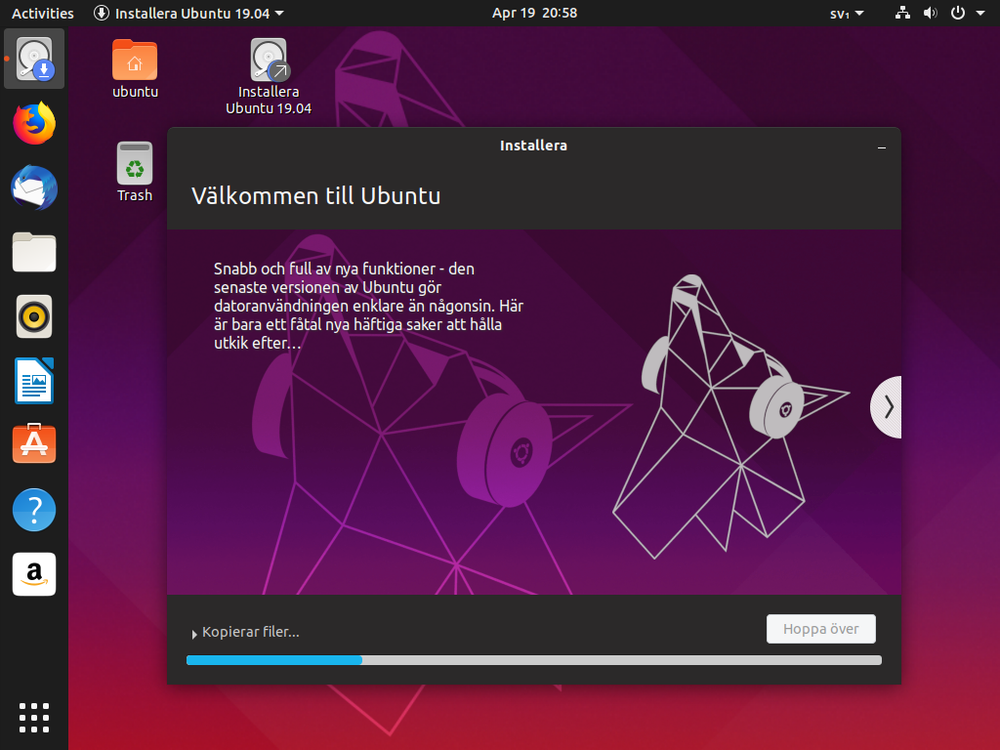 Activities
Installera Ubuntu 19.04
Apr 19 20:58
sv₁
ubuntu
Installera
Ubuntu 19.04
Trash
Installera
Välkommen till Ubuntu
Snabb och full av nya funktioner - den
senaste versionen av Ubuntu gör
datoranvändningen enklare än någonsin. Här
är bara ett fåtal nya häftiga saker att hålla
utkik efter...
?
a
Kopierar filer...
Hoppa över